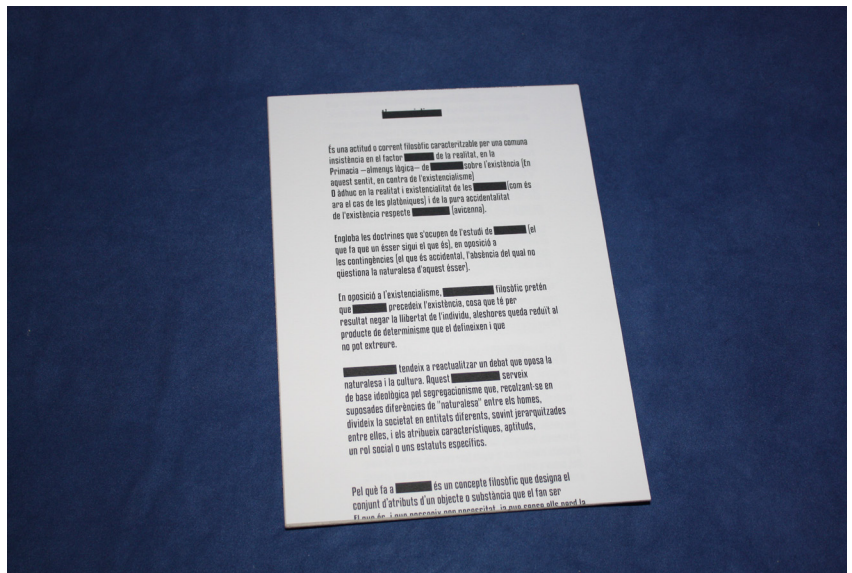 És una actitud o corrent filosòfic caracteritzable per una comuna
insistència en el factor de la realitat, en la
Primacia –almenys lògica– de sobre l'existència (En
aquest sentit, en contra de l'existencialisme)
O àdhuc en la realitat i existencialitat de les (com és
ara el cas de les platòniques) i de la pura accidentalitat
de l'existència respecte (avicenna).
Engloba les doctrines que s'ocupen de l'estudi de (el
que fa que un ésser sigui el que és), en oposició a
les contingències (el que és accidental, l'absència del qual no
qüestiona la naturalesa d'aquest ésser).
En oposició a l'existencialisme, filosòfic pretén
que precedeix l'existència, cosa que té per
resultat negar la llibertat de l'individu, aleshores queda reduït al
producte de determinisme que el defineixen i que
no pot extreure.
tendeix a reactualitzar un debat que oposa la
naturalesa i la cultura. Aquest serveix
de base ideològica pel segregacionisme que, recolzant-se en
suposades diferències de "naturalesa" entre els homes,
divideix la societat en entitats diferents, sovint jerarquitzades
entre elles, i els atribueix característiques, aptituds,
un rol social o uns estatuts específics.
Pel què fa a és un concepte filosòfic que designa el
conjunt d'atributs d'un objecte o substància que el fan ser